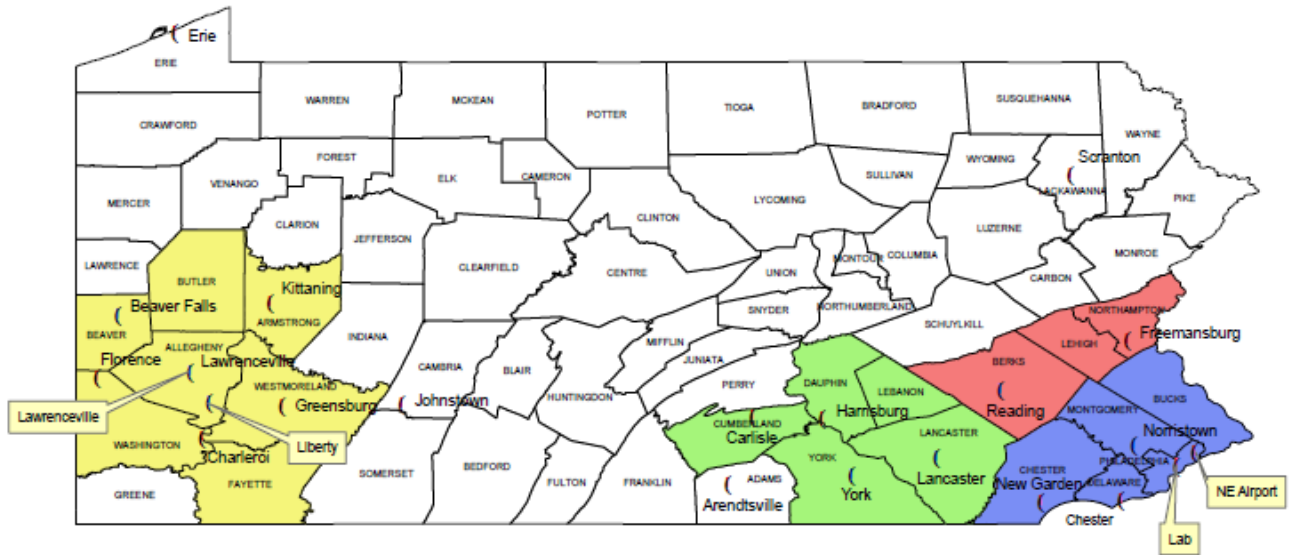 Erie
ERIE
WARREN
MCKEAN
POTTER
TIOGA
BRADFORD
SUSQUEHANNA
CRAWFORD
WAYNE
FOREST
WYOMING
Scranton
VENANGO
ELK
CAMERON
SULLIVAN
LACKAWANNA
MERCER
LYCOMING
PIKE
CLARION
CLINTON
JEFFERSON
LUZERNE
MONTOUR
COLUMBIA
MONROE
LAWRENCE
CLEARFIELD
CENTRE
UNION
CARBON
BUTLER
Kittaning
Beaver Falls
SNYDER
NORTHUMBERLAND
NORTHAMPTON
BEAVER
ARMSTRONG
INDIANA
SCHUYLKILL
Freemansburg
ALLEGHENY
MIFFLIN
LEHIGH
Florence
Lawrenceville
JUNIATA
BERKS
CAMBRIA
BLAIR
PERRY
DAUPHIN
LEBANON
WESTMORELAND
Greensburg
Johnstown
HUNTINGDON
Harrisburg
Reading
BUCKS
Lawrenceville
MONTGOMERY
CUMBERLAND
Carlisle
LANCASTER
Norristown
WASHINGTON
3Charleroi
Liberty
YORK
PHILADELPHIA
SOMERSET
BEDFORD
CHESTER
FAYETTE
FULTON
FRANKLIN
ADAMS
York
Lancaster
New Garden
DELAWARE
GREENE
Arendtsville
NE Airport
Chester
Lab